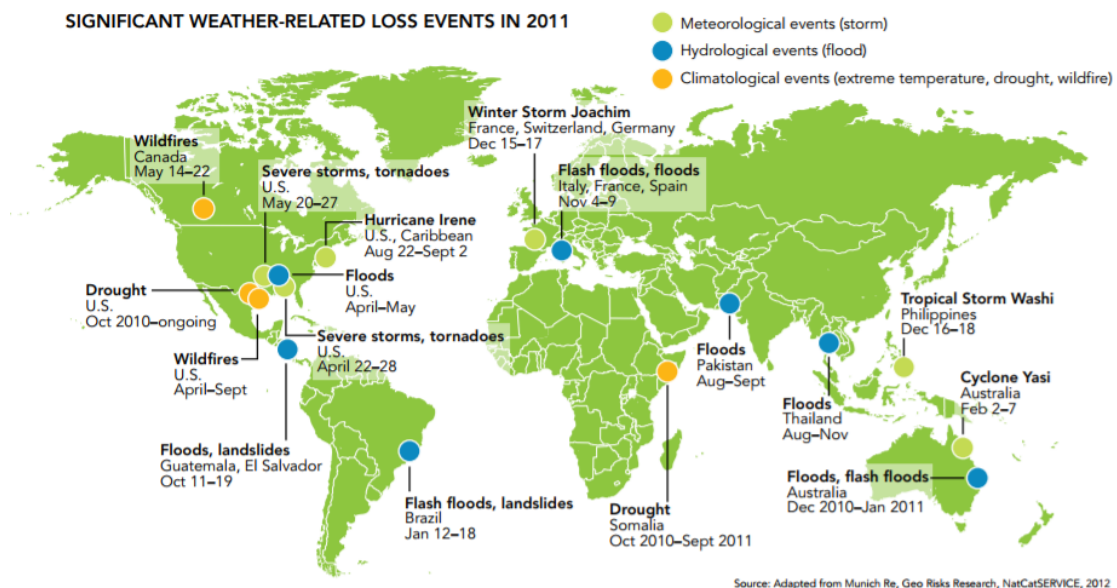 SIGNIFICANT WEATHER-RELATED LOSS EVENTS IN 2011
Meteorological events (storm)
Hydrological events (flood)
Climatological events (extreme temperature, drought, wildfire)
Wildfires
Canada
May 14–22
Severe storms, tornadoes
U.S.
May 20–27
Hurricane Irene
U.S., Caribbean
Aug 22–Sept 2
Floods
U.S.
April–May
Drought
U.S.
Oct 2010–ongoing
Severe storms, tornadoes
U.S.
April 22–28
Wildfires
U.S.
April–Sept
Floods, landslides
Guatemala, El Salvador
Oct 11–19
Flash floods, landslides
Brazil
Jan 12–18
Winter Storm Joachim
France, Switzerland, Germany
Dec 15–17
Flash floods, floods
Italy, France, Spain
Nov 4–9
Drought
Somalia
Oct 2010–Sept 2011
Floods
Pakistan
Aug–Sept
Floods
Thailand
Aug–Nov
Tropical Storm Washi
Philippines
Dec 16–18
Cyclone Yasi
Australia
Feb 2–7
Floods, flash floods
Australia
Dec 2010–Jan 2011
Source: Adapted from Munich Re, Geo Risks Research, NatCatSERVICE, 2012